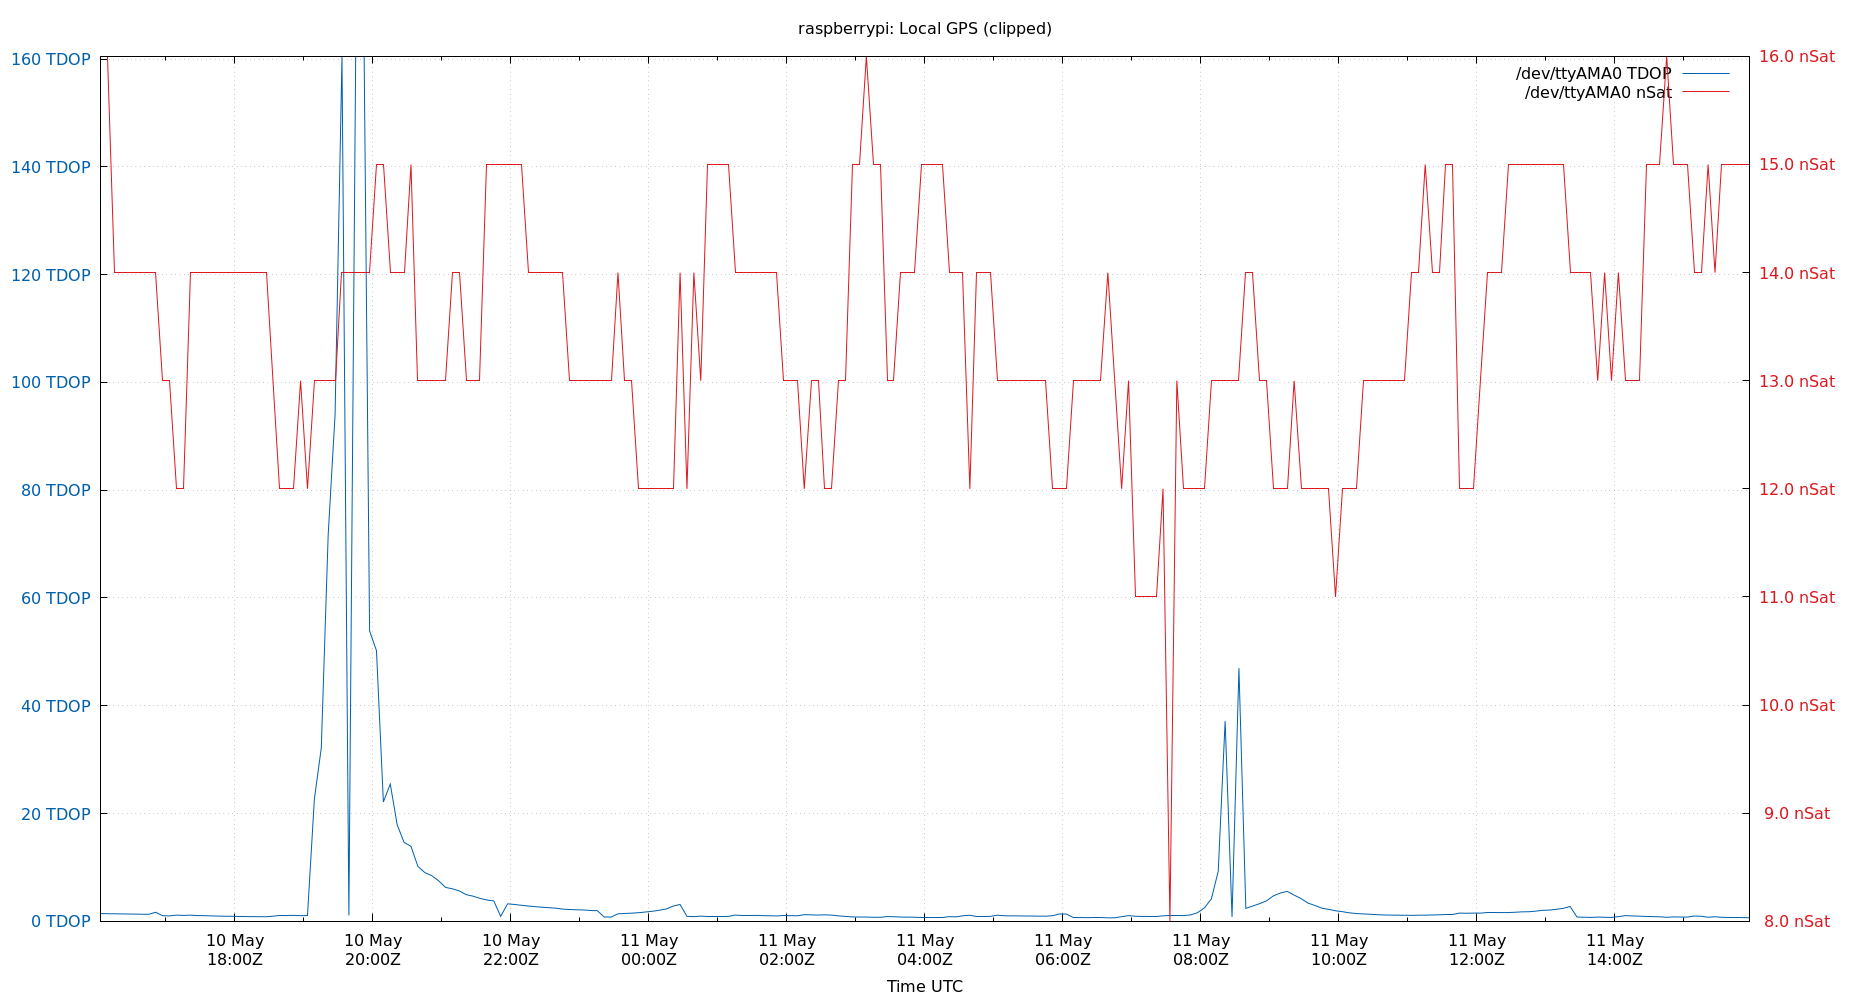 raspberrypi: Local GPS (clipped)
/dev/ttyAMA0 TDOP
/dev/ttyAMA0 nSat
160 TDOP
140 TDOP
120 TDOP
100 TDOP
80 TDOP
60 TDOP
40 TDOP
20 TDOP
0 TDOP
16.0 nSat
15.0 nSat
14.0 nSat
13.0 nSat
12.0 nSat
11.0 nSat
10.0 nSat
9.0 nSat
8.0 nSat
10 May
18:00Z
10 May
20:00Z
10 May
22:00Z
11 May
00:00Z
11 May
02:00Z
11 May
04:00Z
11 May
06:00Z
11 May
08:00Z
11 May
10:00Z
11 May
12:00Z
11 May
14:00Z
Time UTC